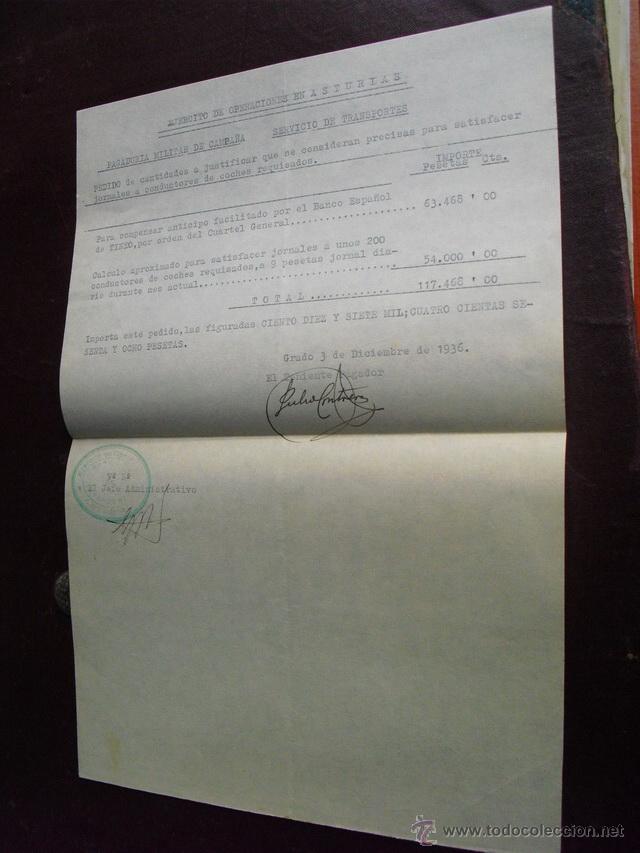 EJERCITO DE OPERACIONES EN A S T U R I A S
PAGADURIA MILITAR DE CAMPAÑA SERVICIO DE TRANSPORTES
PEDIDO de cantidades a justificar que se consideran precisas para satisfacer
jornales a conductores de coches requisados.
IMPORTE
Pesetas Cts.
Para compensar anticipo facilitado por el Banco Español
de TINEO, por orden del Cuartel General.................. 63.468 ' 00
Calculo aproximado para satisfacer jornales a unos 200
conductores de coches requisados, a 9 pesetas jornal dia-
rio durante mes actual............................. 54.000 ' 00
T O T A L ............ 117.468 ' 00
Importa este pedido, las figuradas CIENTO DIEZ Y SIETE MIL; CUATRO CIENTAS SE-
SENTA Y OCHO PESETAS.
Grado 3 de Diciembre de 1936.
El Teniente Pagador
Vº Bº
El Jefe Administrativo
todocoleccion
www.todocoleccion.net